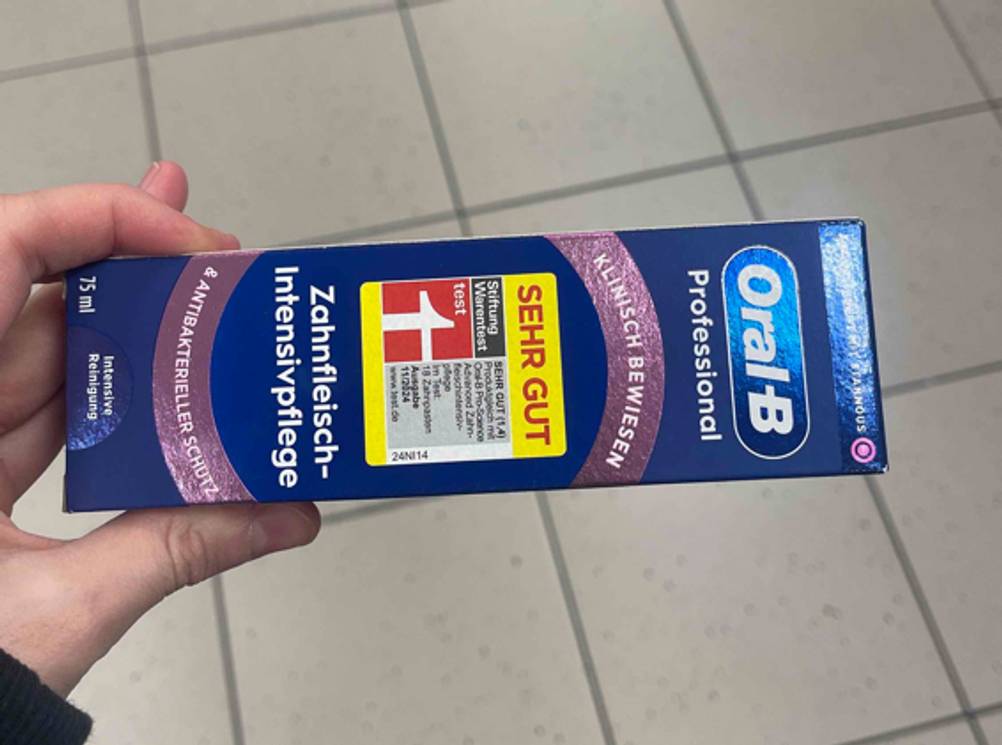 Oral-B
Professional
KLINISCH BEWIESEN
SEHR GUT
Stiftung
Warentest
test
SEHR GUT (1,4)
Produktgleich mit
Oral-B Pro-Science
Advanced Zahn-
fleischintensiv-
pflege
Im Test:
18 Zahnpasten
Ausgabe
11/2024
www.test.de
24NI14
Zahnfleisch-
Intensivpflege
& ANTIBAKTERIELLER SCHUTZ
75 ml
Intensive
Reinigung